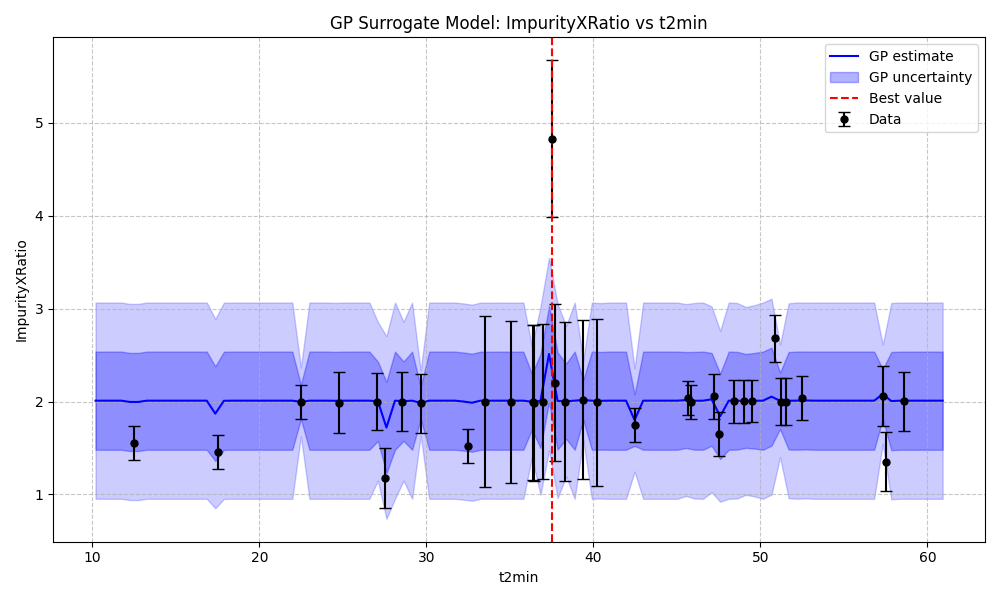 GP Surrogate Model: ImpurityXRatio vs t2min
GP estimate
GP uncertainty
Best value
Data
ImpurityXRatio
5
4
3
2
1
10 20 30 40 50 60
t2min